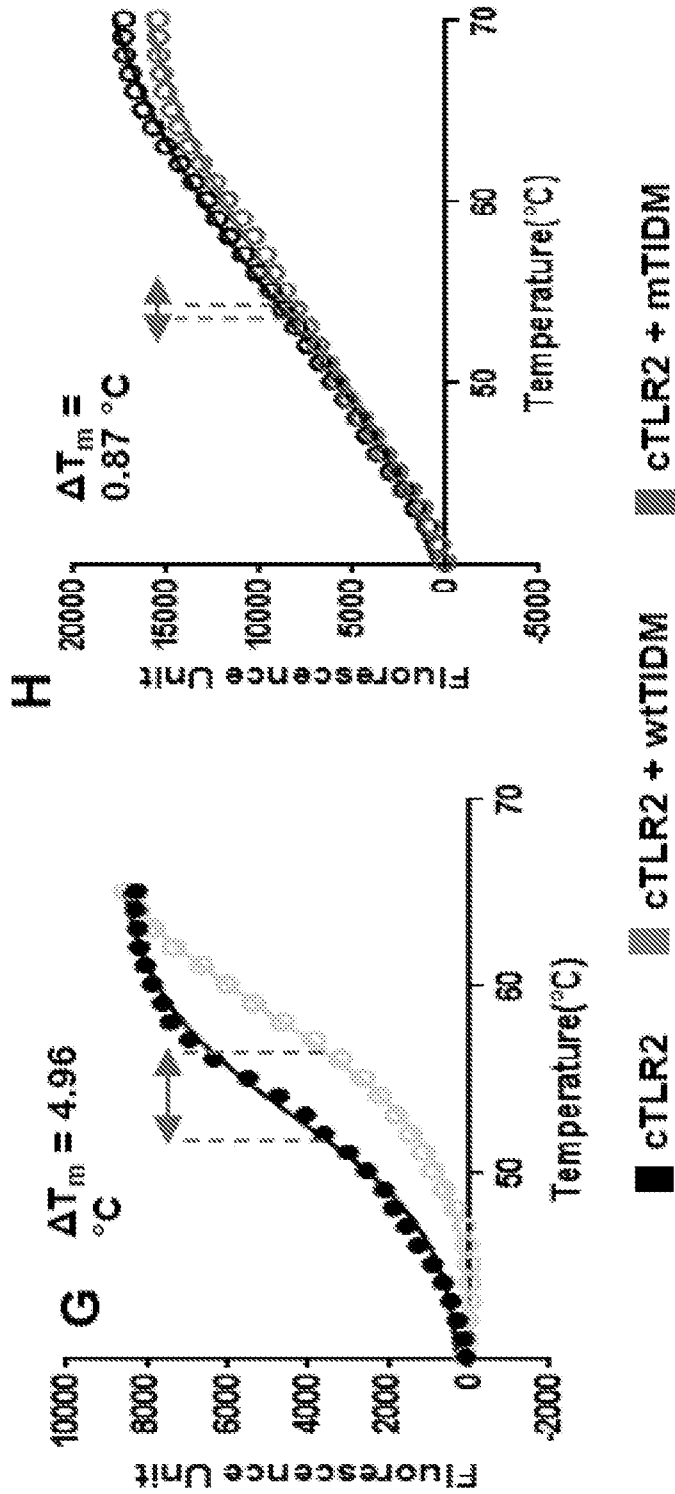 G
ΔTm = 4.96
°C
Fluorescence Unit
10000
8000
6000
4000
2000
0
-2000
50
60
70
Temperature(°C)
H
ΔTm =
0.87 °C
Fluorescence Unit
20000
15000
10000
5000
0
-5000
50
60
70
Temperature(°C)
cTLR2
cTLR2 + wtTIDM
cTLR2 + mTIDM